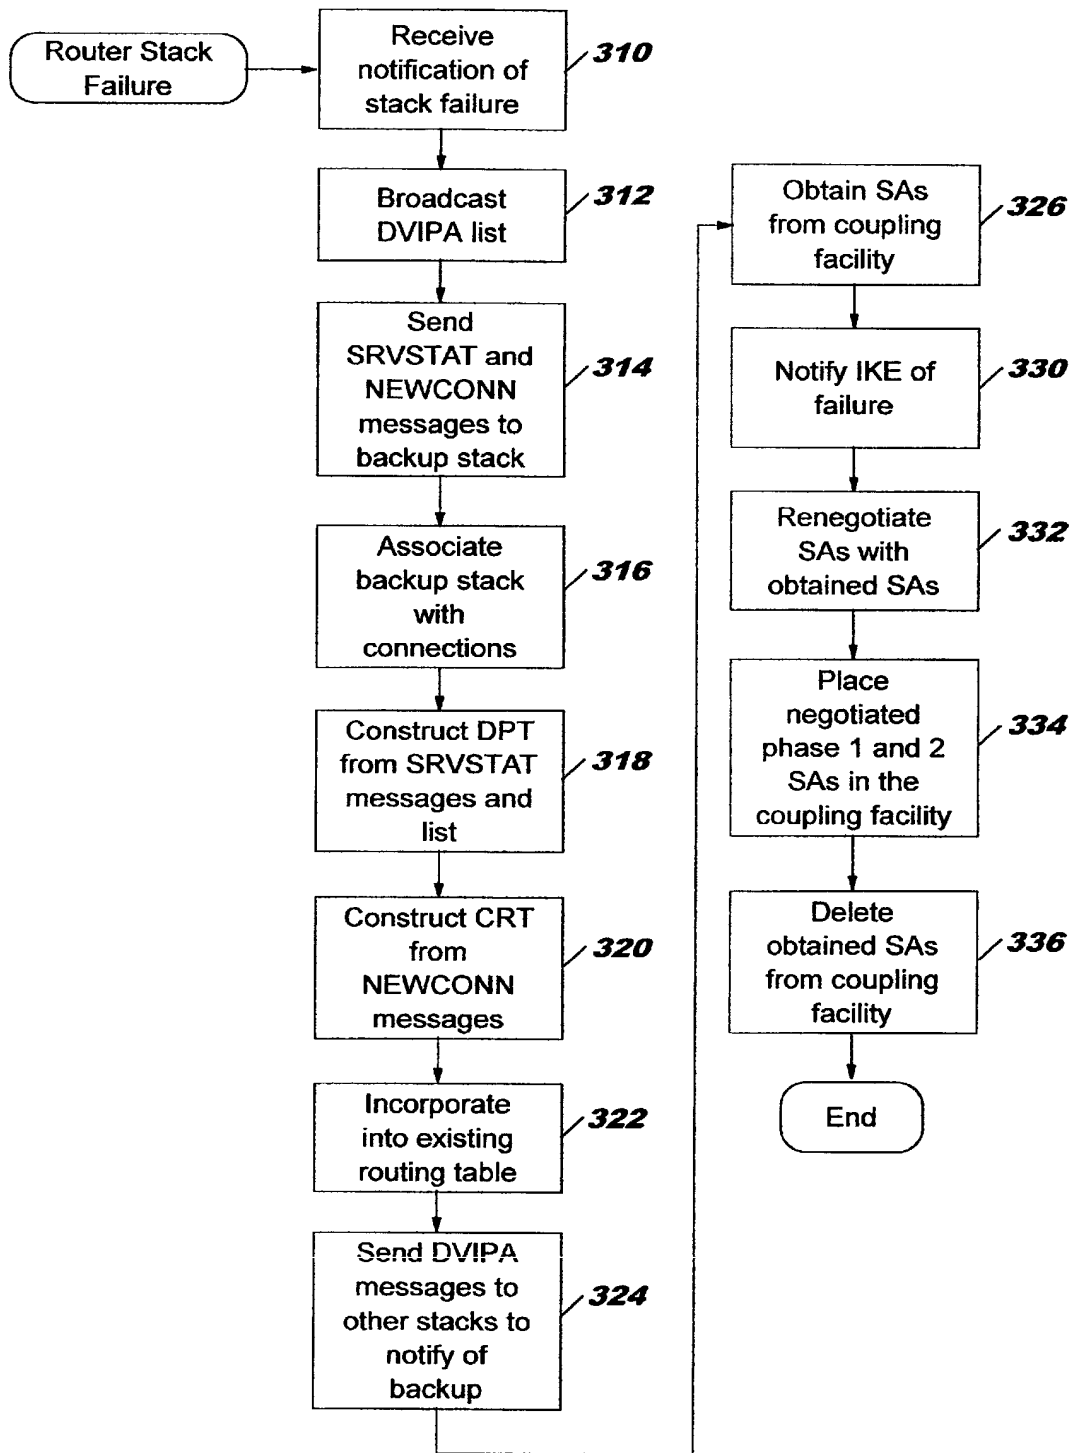 Router Stack
Failure
Receive
notification of
stack failure
310
Broadcast
DVIPA list
312
Send
SRVSTAT and
NEWCONN
messages to
backup stack
314
Associate
backup stack
with
connections
316
Construct DPT
from SRVSTAT
messages and
list
318
Construct CRT
from
NEWCONN
messages
320
Incorporate
into existing
routing table
322
Send DVIPA
messages to
other stacks to
notify of
backup
324
Obtain SAs
from coupling
facility
326
Notify IKE of
failure
330
Renegotiate
SAs with
obtained SAs
332
Place
negotiated
phase 1 and 2
SAs in the
coupling facility
334
Delete
obtained SAs
from coupling
facility
336
End